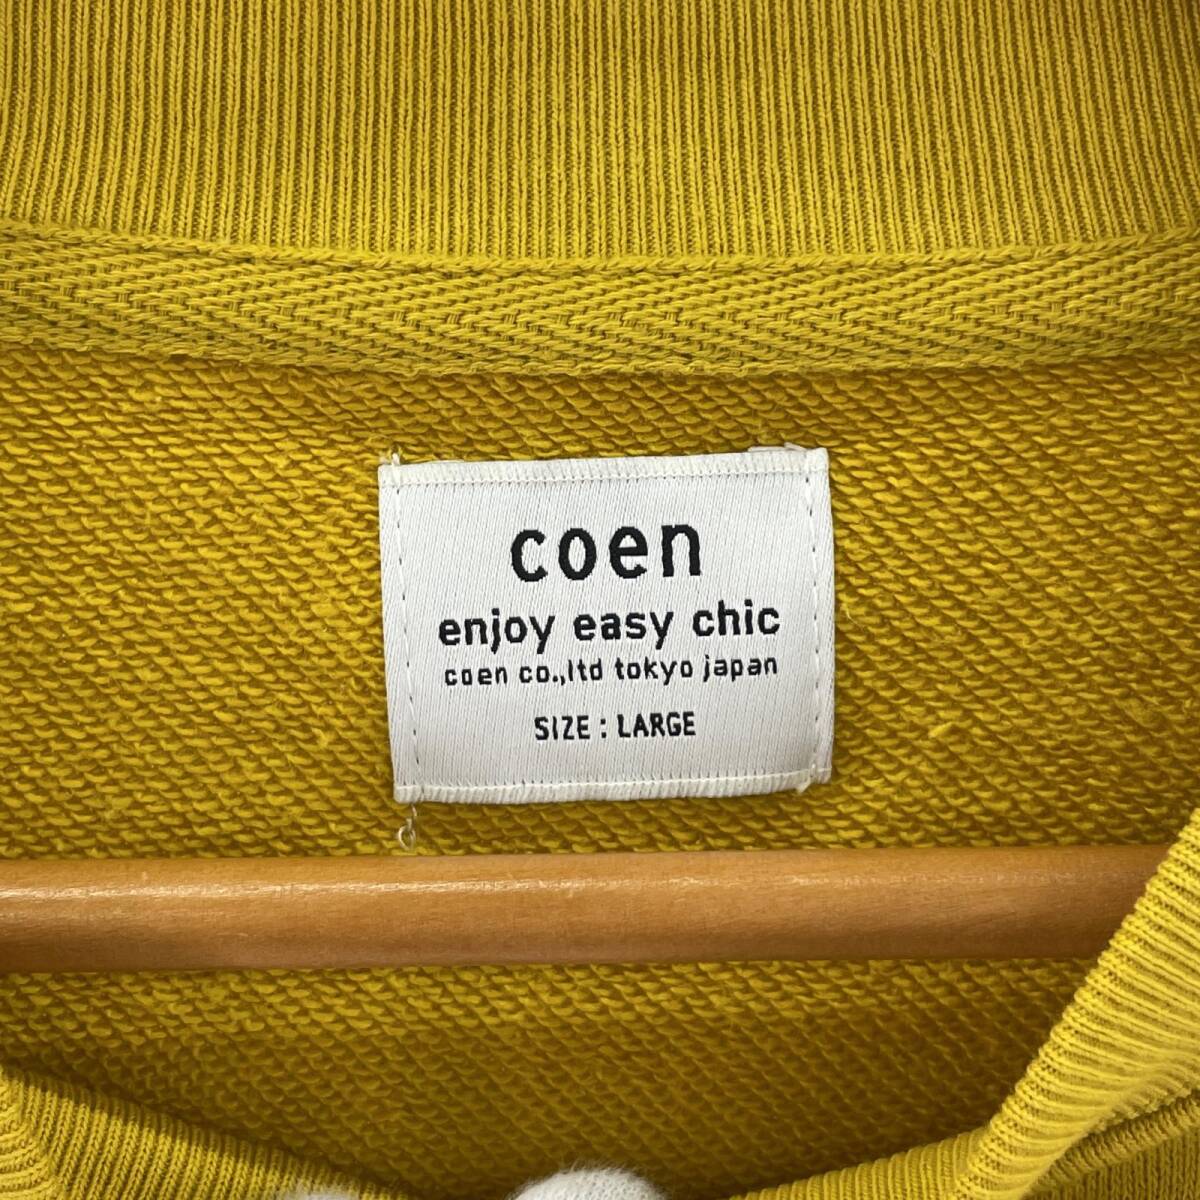 coen
enjoy easy chic
coen co.,ltd tokyo japan
SIZE : LARGE